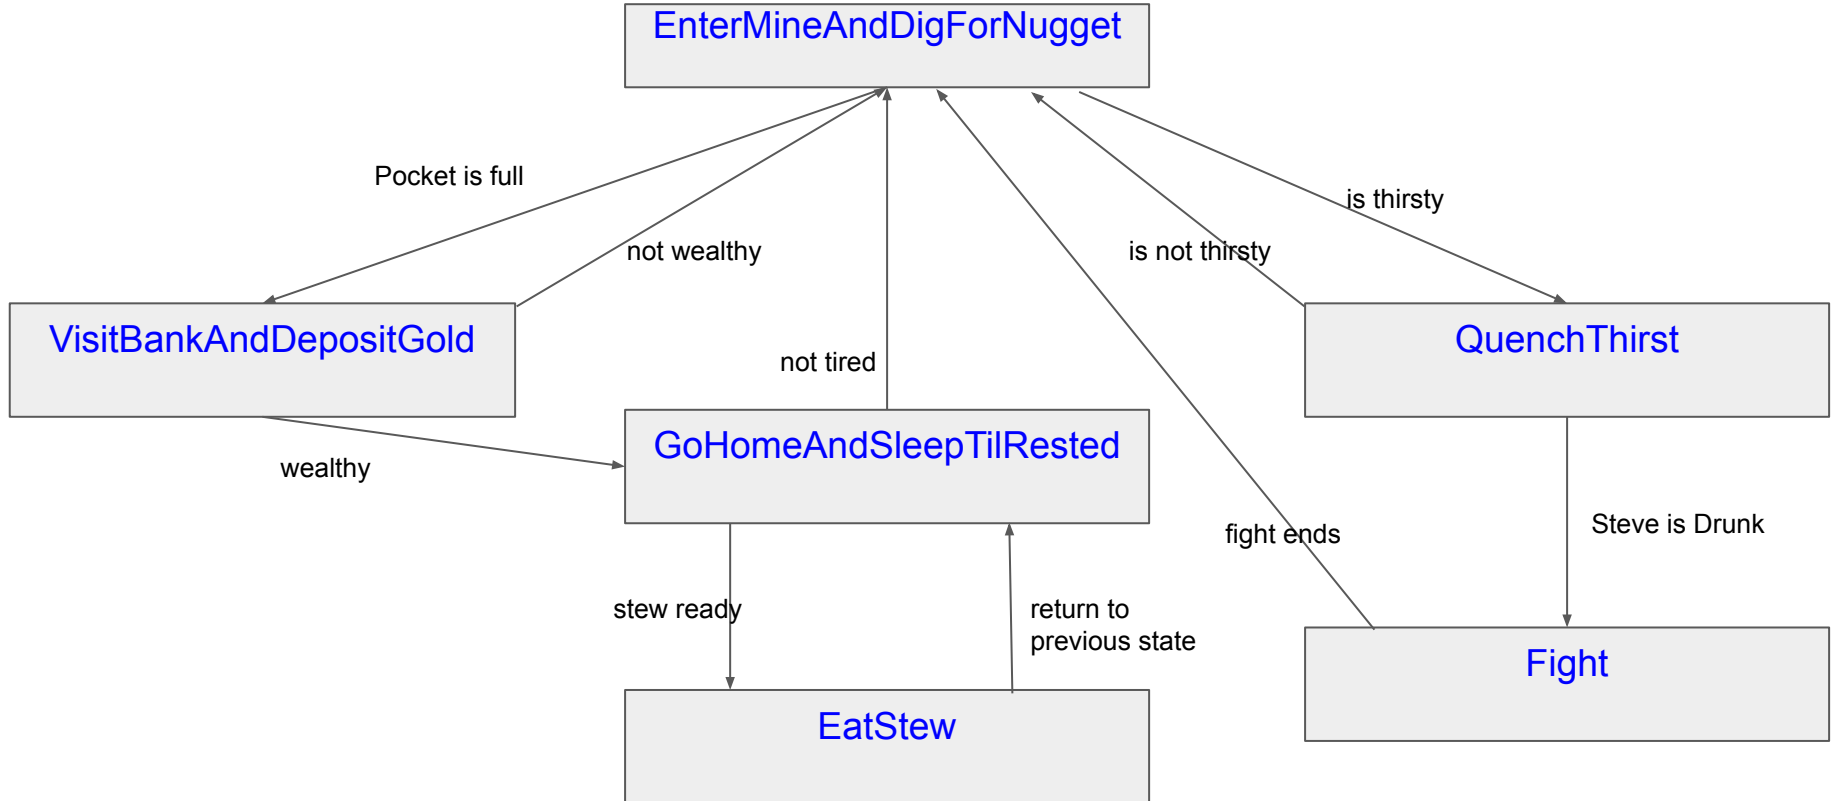 EnterMineAndDigForNugget
Pocket is full
is thirsty
not wealthy
is not thirsty
VisitBankAndDepositGold
QuenchThirst
not tired
GoHomeAndSleepTilRested
wealthy
Steve is Drunk
fight ends
stew ready
return to
previous state
Fight
EatStew